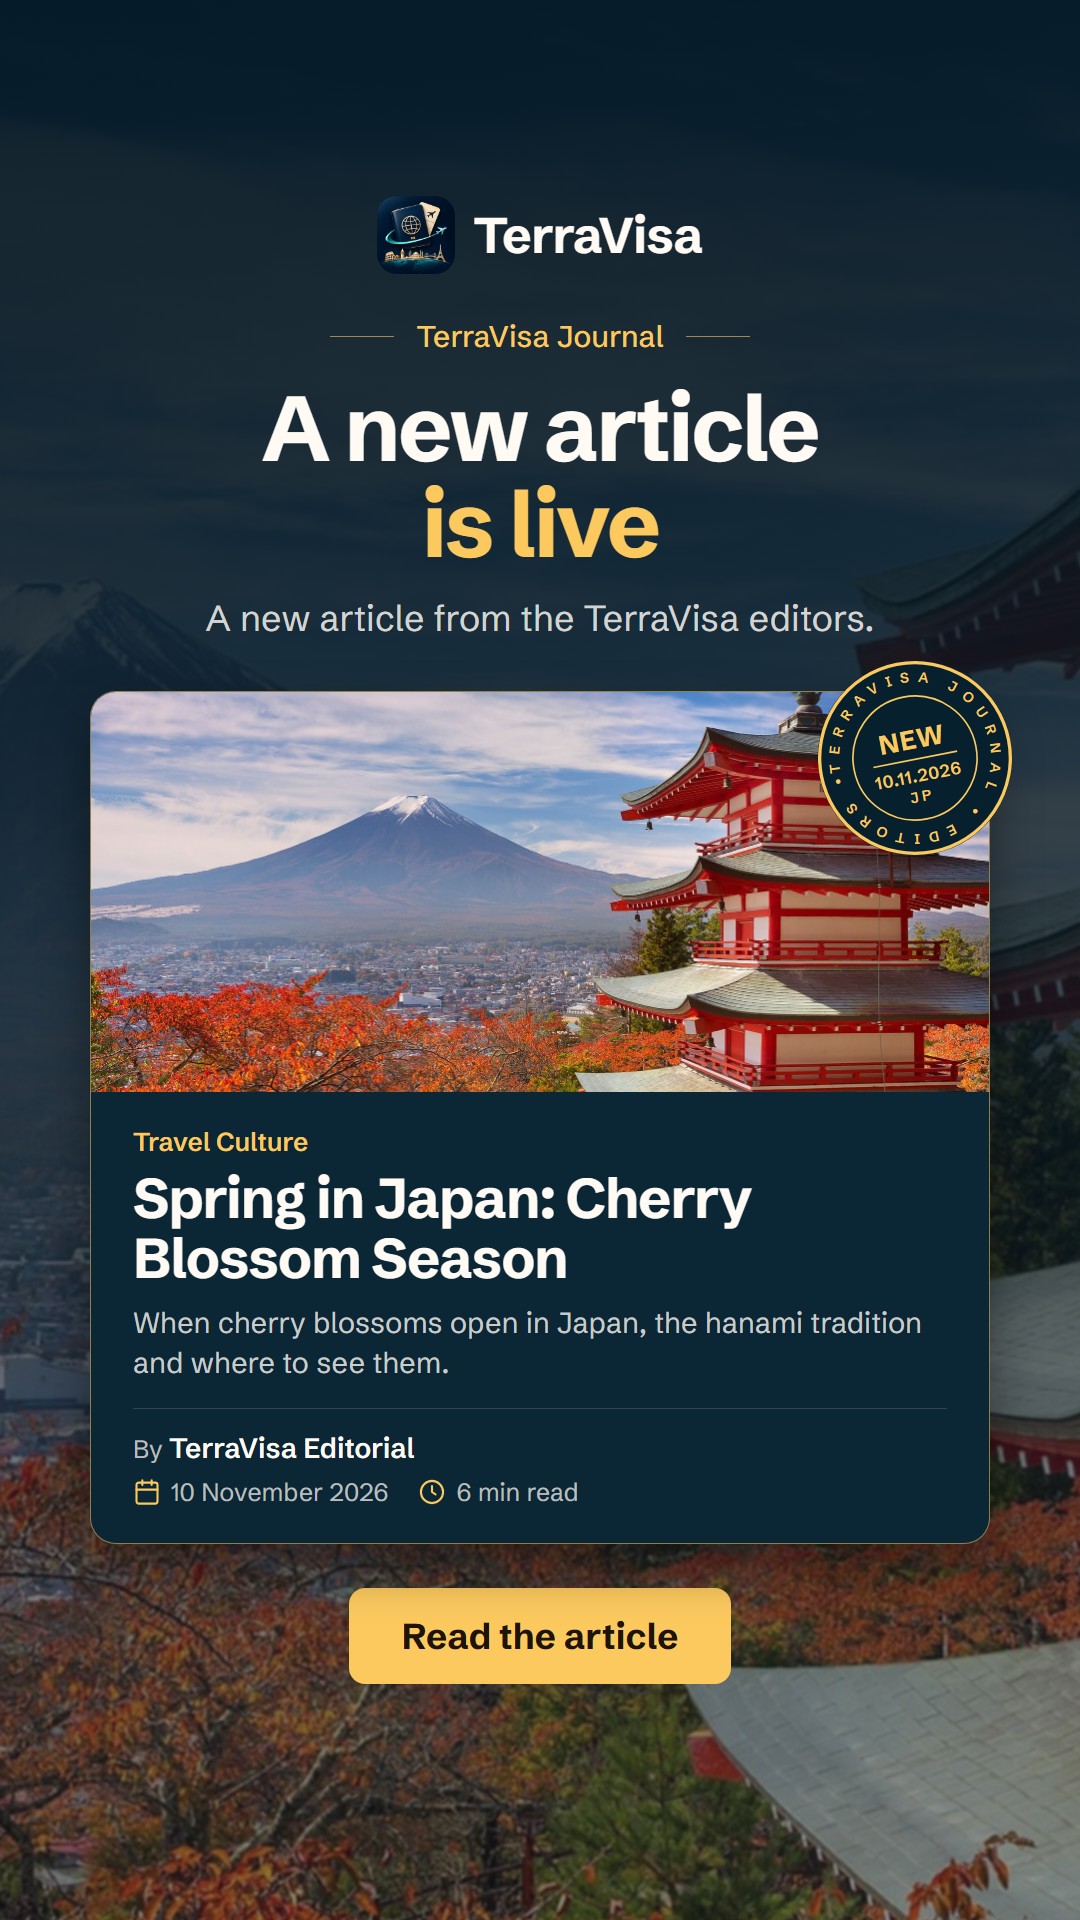 TerraVisa
TerraVisa Journal
A new article
is live
A new article from the TerraVisa editors.
TERRAVISA JOURNAL • EDITORS •
NEW
10.11.2026
JP
Travel Culture
Spring in Japan: Cherry
Blossom Season
When cherry blossoms open in Japan, the hanami tradition
and where to see them.
By TerraVisa Editorial
10 November 2026 6 min read
Read the article